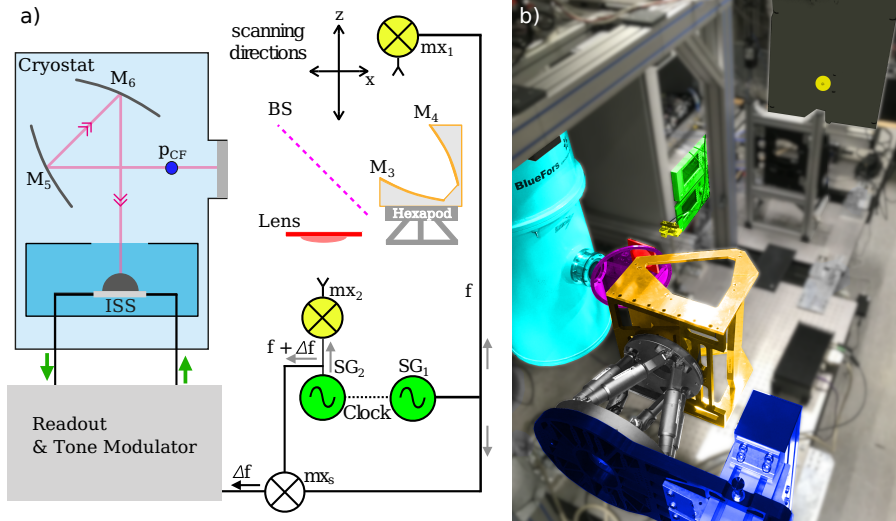 a)
Cryostat
M6
M5
pCF
ISS
Readout
& Tone Modulator
scanning
directions
z
x
BS
mx1
M4
M3
Hexapod
Lens
mx2
f
f + Δf
SG2
SG1
Clock
Δf
mxs
f
b)
BlueFors